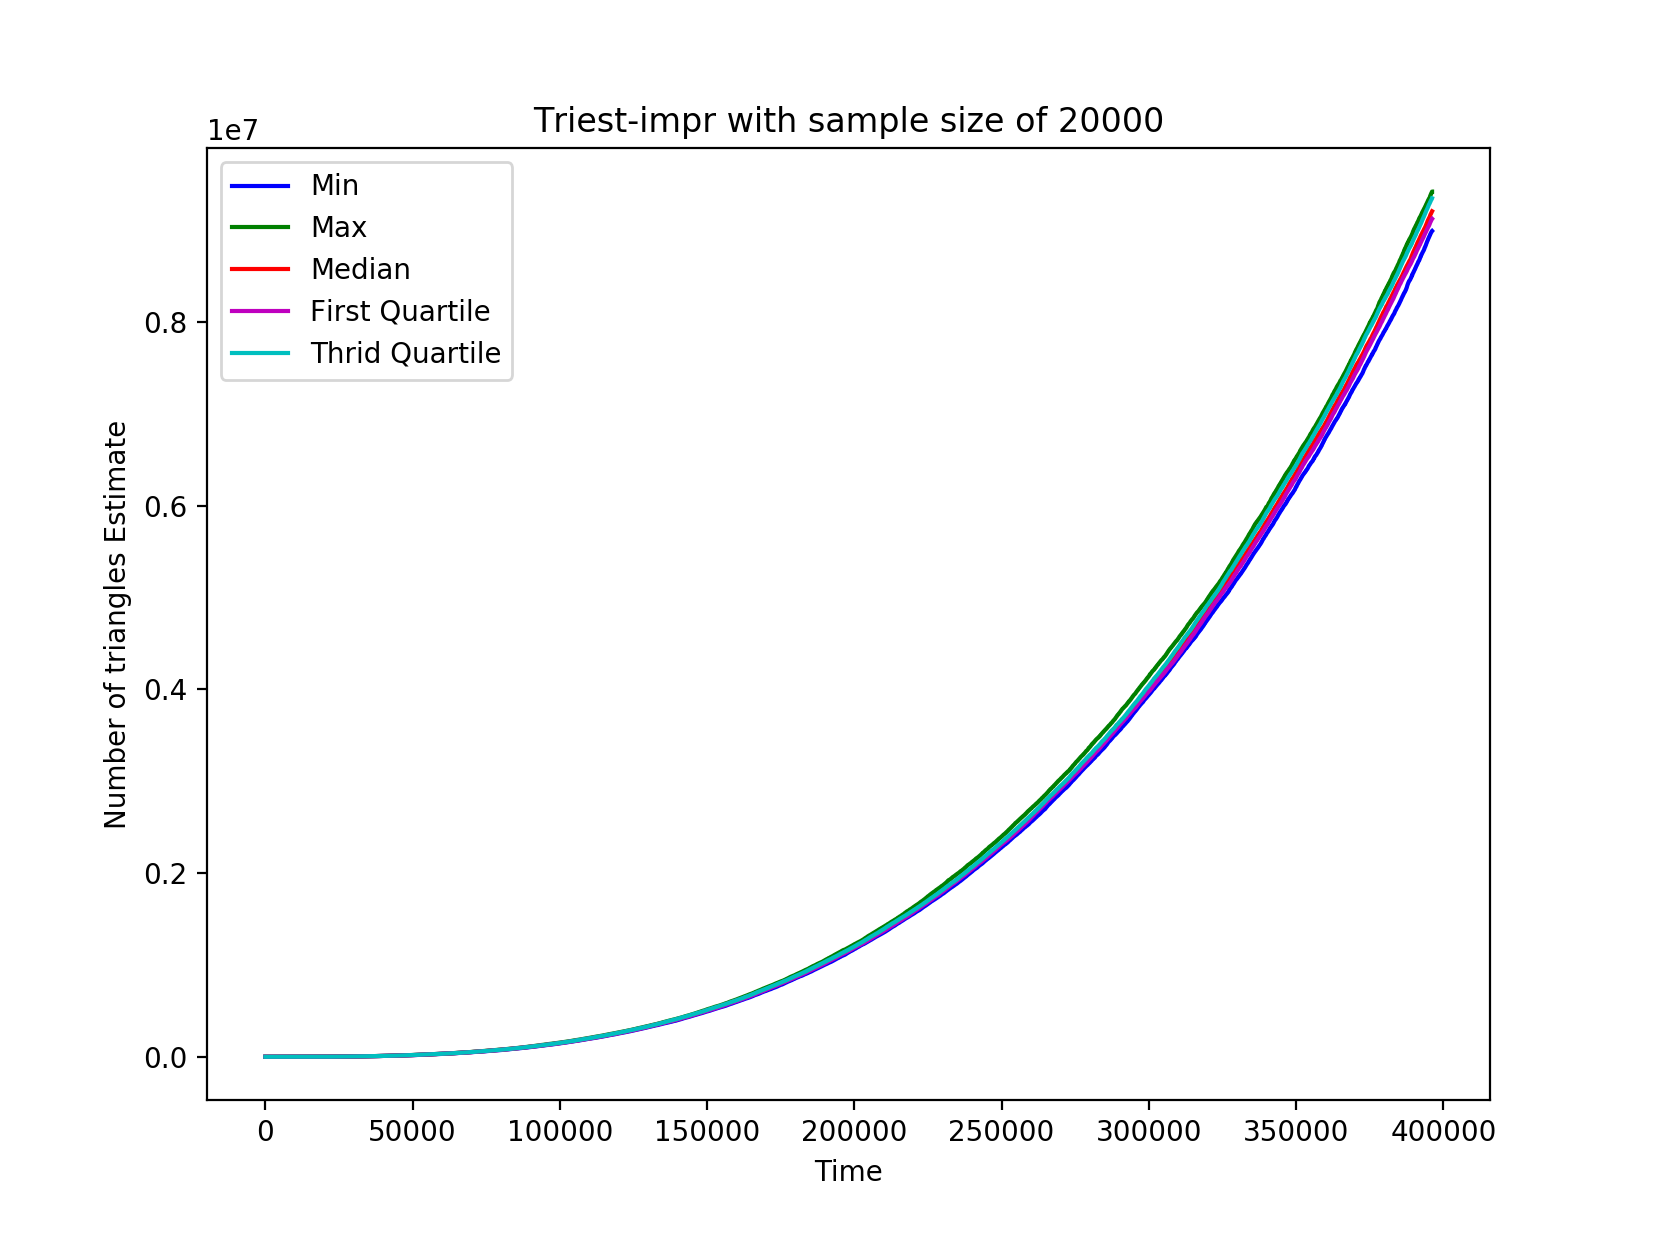 Triest-impr with sample size of 20000
1e7
Min
Max
Median
First Quartile
Thrid Quartile
Number of triangles Estimate
0.8
0.6
0.4
0.2
0.0
0 50000 100000 150000 200000 250000 300000 350000 400000
Time